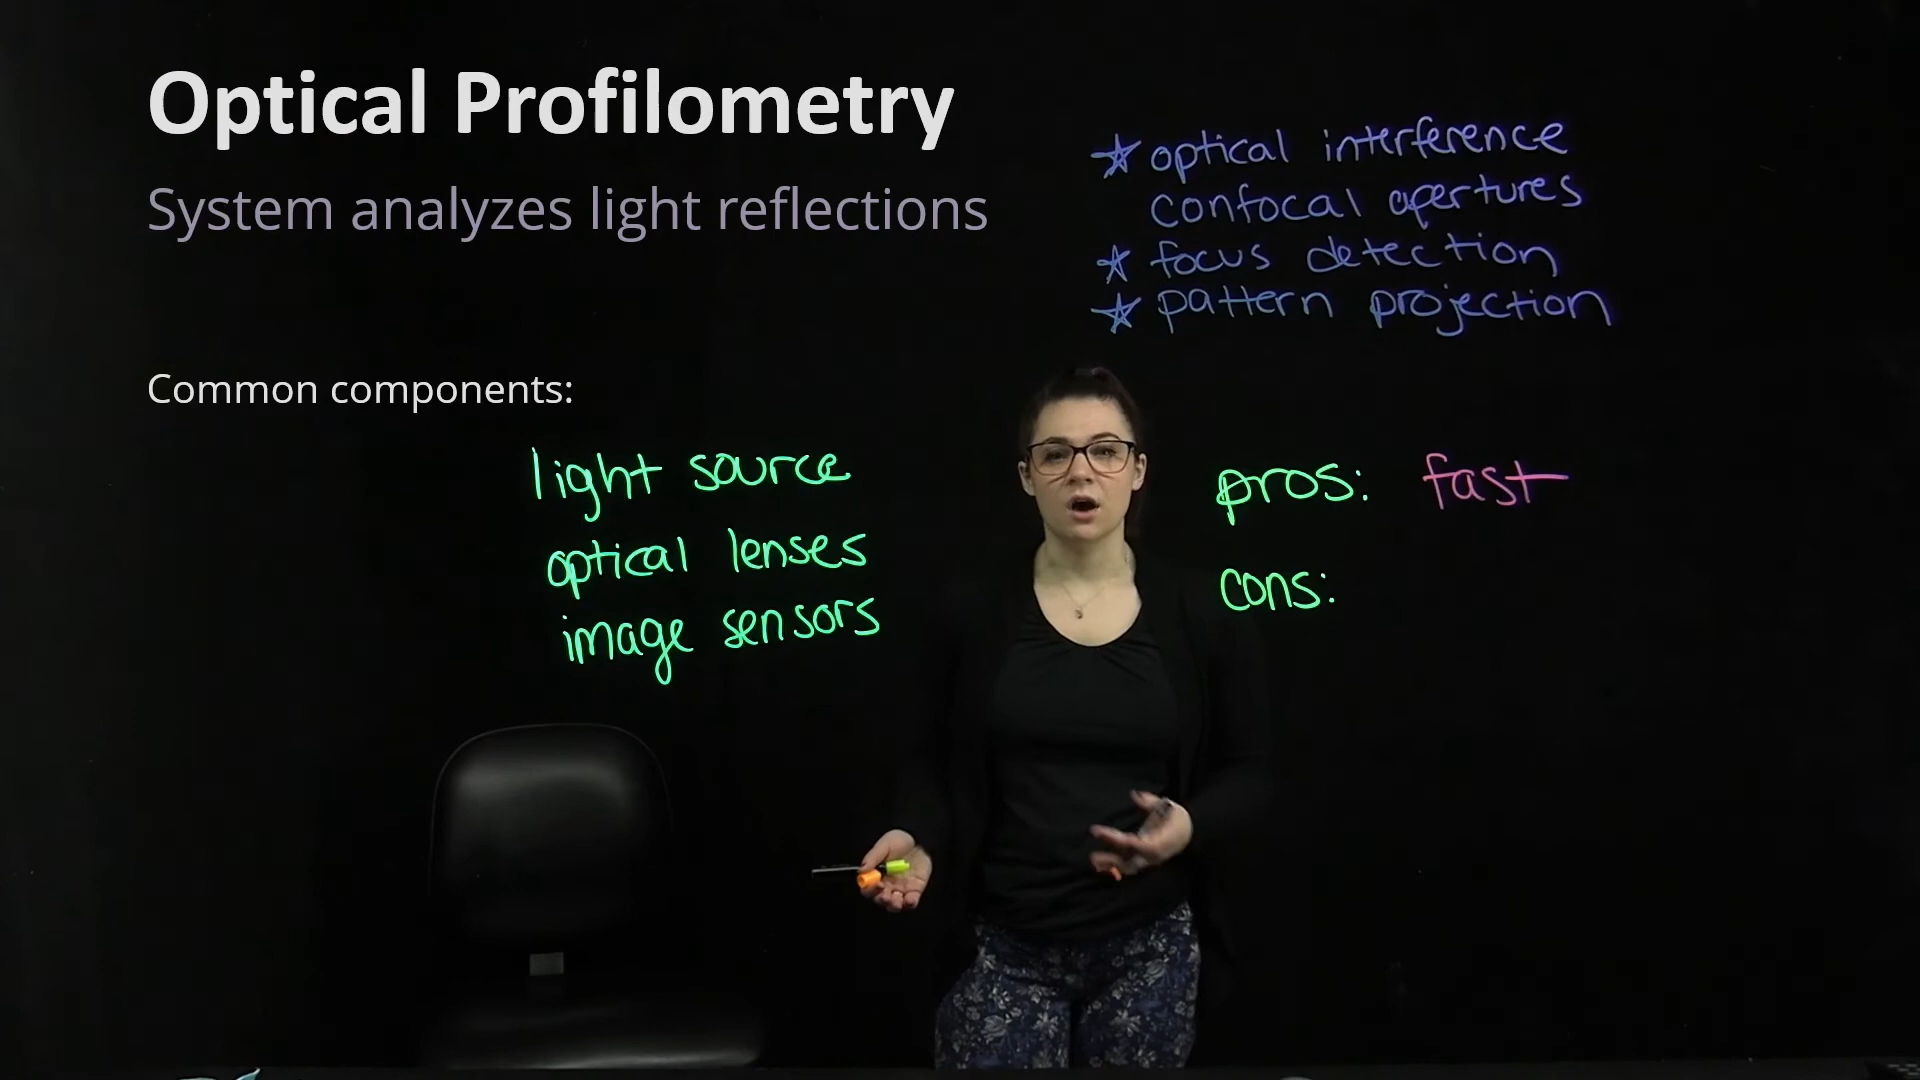 Optical Profilometry
System analyzes light reflections
☆ optical interference
confocal apertures
☆ focus detection
☆ pattern projection
Common components:
light source
optical lenses
image sensors
pros: fast
cons: